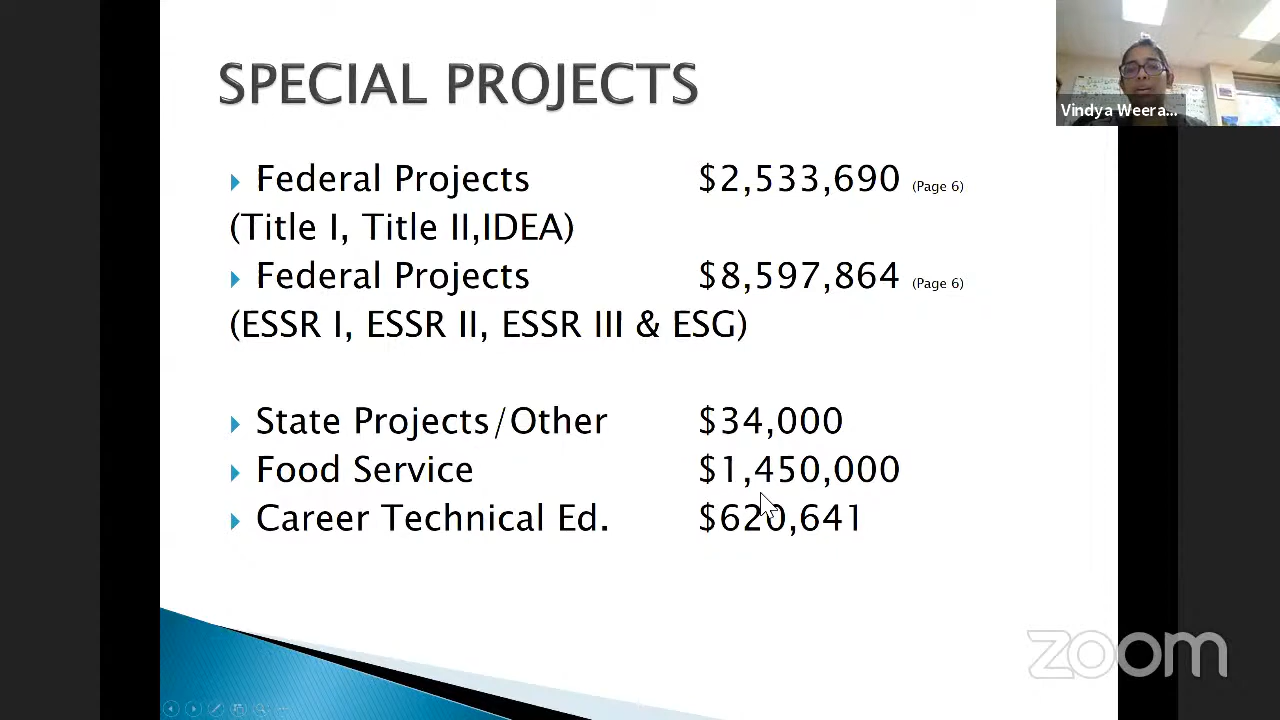 SPECIAL PROJECTS
Vindya Weera...
Federal Projects $2,533,690 (Page 6)
(Title I, Title II,IDEA)
Federal Projects $8,597,864 (Page 6)
(ESSR I, ESSR II, ESSR III & ESG)
State Projects/Other $34,000
Food Service $1,450,000
Career Technical Ed. $620,641
zoom